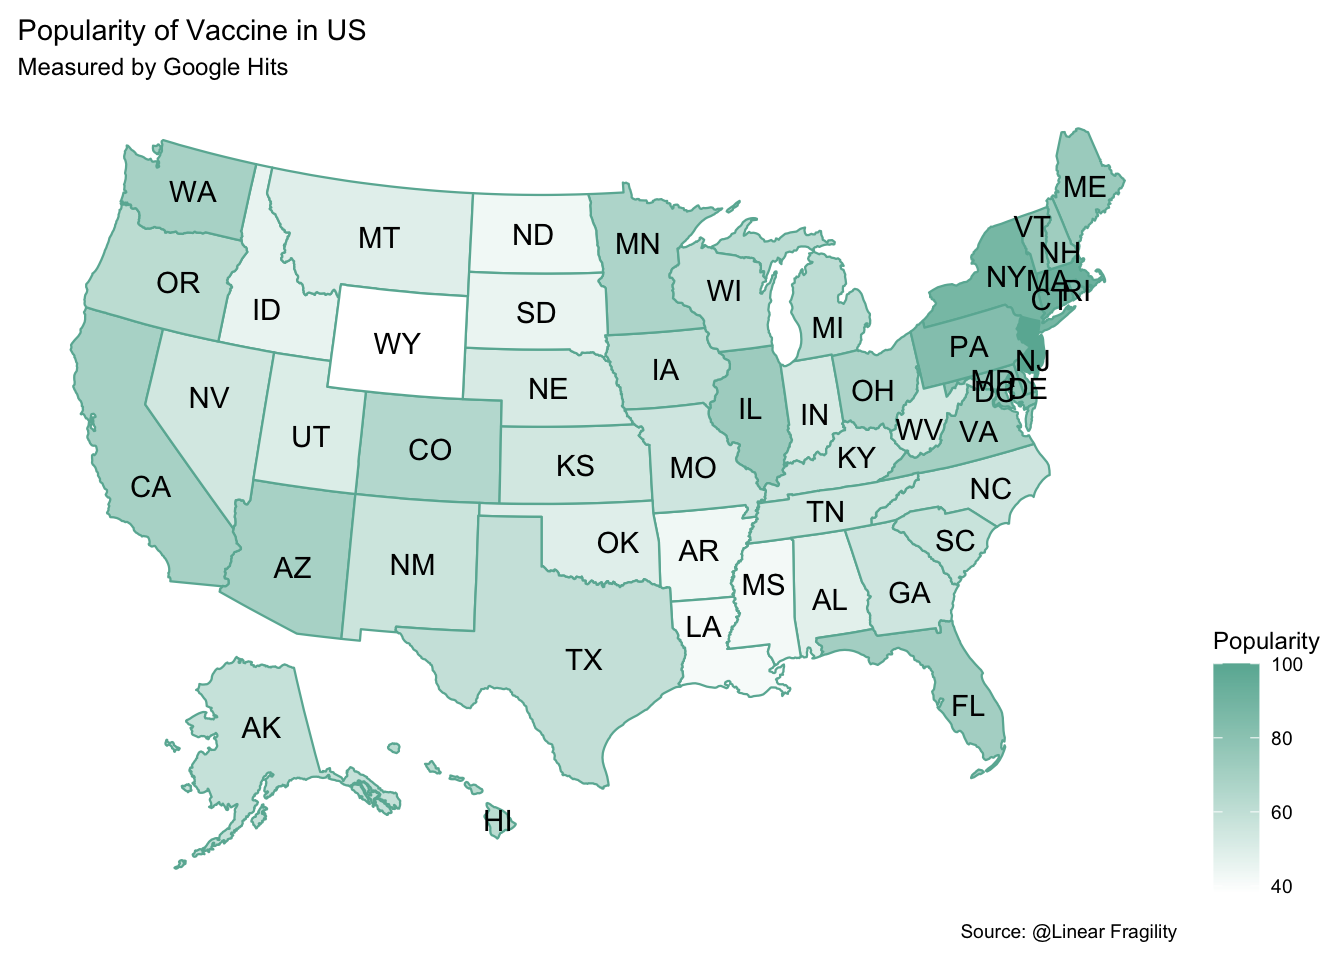 Popularity of Vaccine in US
Measured by Google Hits
ME
WA
VT
ND
MT
MN
NH
NY
MA
OR
WI
RI
CT
ID
SD
MI
WY
PA
NJ
IA
MD
NE
DE
DC
OH
NV
IL
IN
WV
VA
UT
CO
KY
KS
MO
CA
NC
TN
SC
OK
AR
NM
AZ
MS
GA
AL
LA
Popularity
TX
100
FL
AK
80
60
HI
40
Source: @Linear Fragility